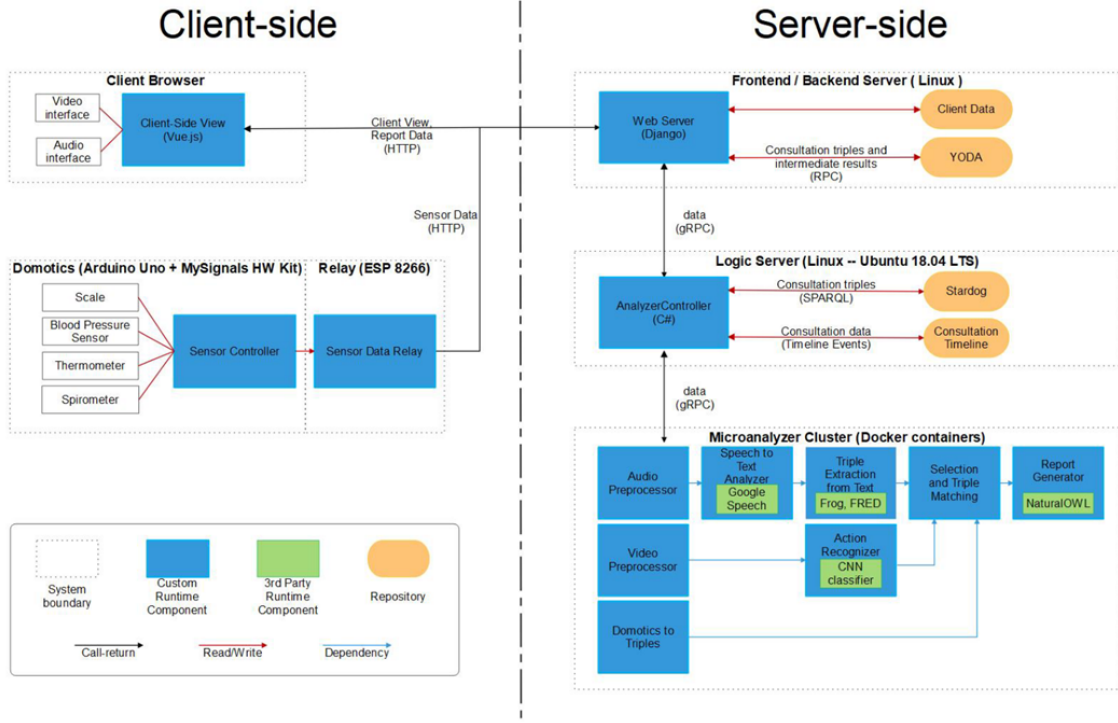 Client-side
Server-side
Client Browser
Video
interface
Audio
interface
Client-Side View
(Vue.js)
Client View,
Report Data
(HTTP)
Sensor Data
(HTTP)
Domotics (Arduino Uno + MySignals HW Kit)
Relay (ESP 8266)
Scale
Blood Pressure
Sensor
Thermometer
Spirometer
Sensor Controller
Sensor Data Relay
Frontend / Backend Server ( Linux )
Web Server
(Django)
Client Data
Consultation triples and
intermediate results
(RPC)
YODA
data
(gRPC)
Logic Server (Linux -- Ubuntu 18.04 LTS)
AnalyzerController
(C#)
Consultation triples
(SPARQL)
Stardog
Consultation data
(Timeline Events)
Consultation
Timeline
data
(gRPC)
Microanalyzer Cluster (Docker containers)
Audio
Preprocessor
Speech to
Text
Analyzer
Google
Speech
Triple
Extraction
from Text
Frog, FRED
Selection
and Triple
Matching
Report
Generator
NaturalOWL
Video
Preprocessor
Action
Recognizer
CNN
classifier
Domotics to
Triples
System
boundary
Custom
Runtime
Component
3rd Party
Runtime
Component
Repository
Call-return
Read/Write
Dependency